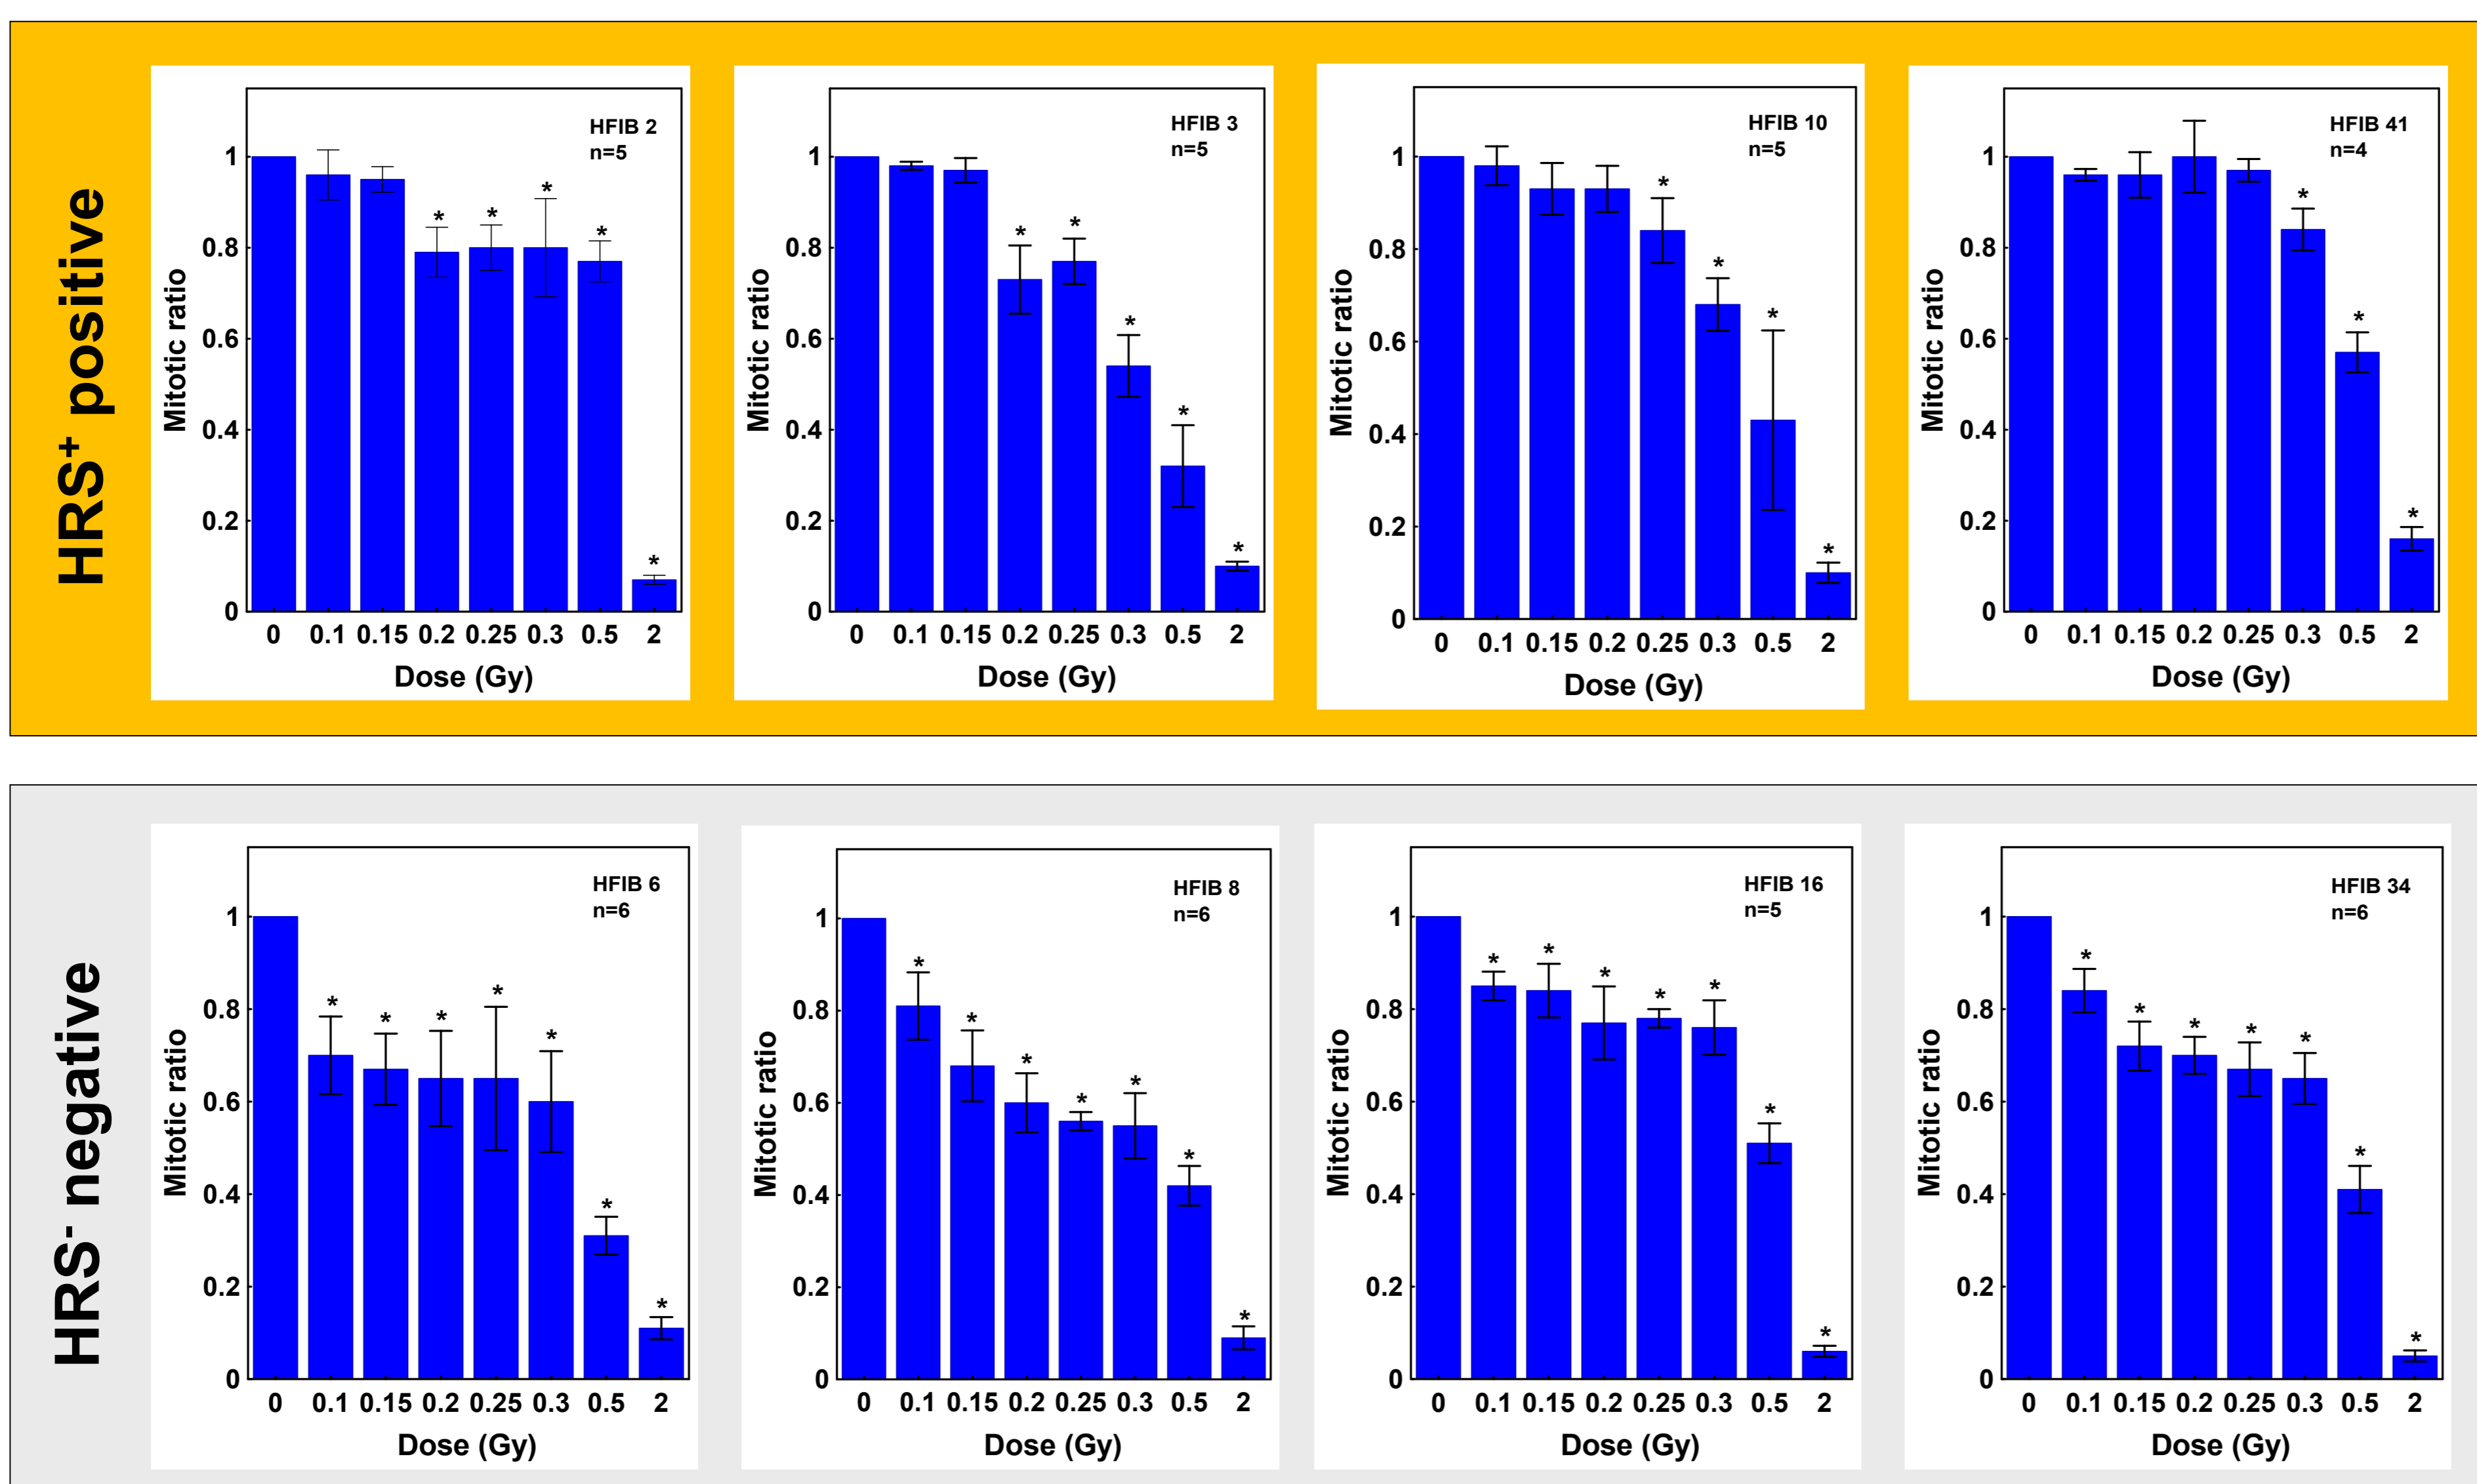 HRS+ positive
HFIB 2
n=5
Mitotic ratio
1
0.8
0.6
0.4
0.2
0
0 0.1 0.15 0.2 0.25 0.3 0.5 2
Dose (Gy)
* * * * *
HFIB 3
n=5
Mitotic ratio
1
0.8
0.6
0.4
0.2
0
0 0.1 0.15 0.2 0.25 0.3 0.5 2
Dose (Gy)
* * * * *
HFIB 10
n=5
Mitotic ratio
1
0.8
0.6
0.4
0.2
0
0 0.1 0.15 0.2 0.25 0.3 0.5 2
Dose (Gy)
* * * *
HFIB 41
n=4
Mitotic ratio
1
0.8
0.6
0.4
0.2
0
0 0.1 0.15 0.2 0.25 0.3 0.5 2
Dose (Gy)
* * *
HRS- negative
HFIB 6
n=6
Mitotic ratio
1
0.8
0.6
0.4
0.2
0
0 0.1 0.15 0.2 0.25 0.3 0.5 2
Dose (Gy)
* * * * * * *
HFIB 8
n=6
Mitotic ratio
1
0.8
0.6
0.4
0.2
0
0 0.1 0.15 0.2 0.25 0.3 0.5 2
Dose (Gy)
* * * * * * *
HFIB 16
n=5
Mitotic ratio
1
0.8
0.6
0.4
0.2
0
0 0.1 0.15 0.2 0.25 0.3 0.5 2
Dose (Gy)
* * * * * * *
HFIB 34
n=6
Mitotic ratio
1
0.8
0.6
0.4
0.2
0
0 0.1 0.15 0.2 0.25 0.3 0.5 2
Dose (Gy)
* * * * * * *